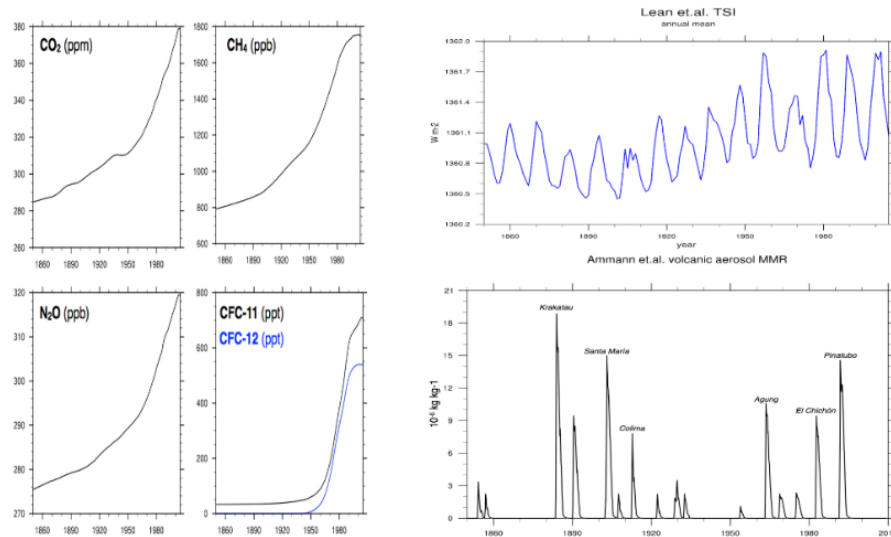 CO₂ (ppm)
380
360
340
320
300
280
260
1860 1890 1920 1950 1980
CH₄ (ppb)
1800
1600
1400
1200
1000
800
600
1860 1890 1920 1950 1980
Lean et.al. TSI
annual mean
W m-2
1362.0
1361.7
1361.4
1361.1
1360.8
1360.5
1360.2
1860 1890 1920 1950 1980
year
N₂O (ppb)
320
310
300
290
280
270
1860 1890 1920 1950 1980
CFC-11 (ppt)
CFC-12 (ppt)
800
600
400
200
0
1860 1890 1920 1950 1980
Ammann et.al. volcanic aerosol MMR
10⁻⁶ kg kg-1
21
18
15
12
9
6
3
0
Krakatau
Santa María
Colima
Agung
El Chichón
Pinatubo
1860 1890 1920 1950 1980